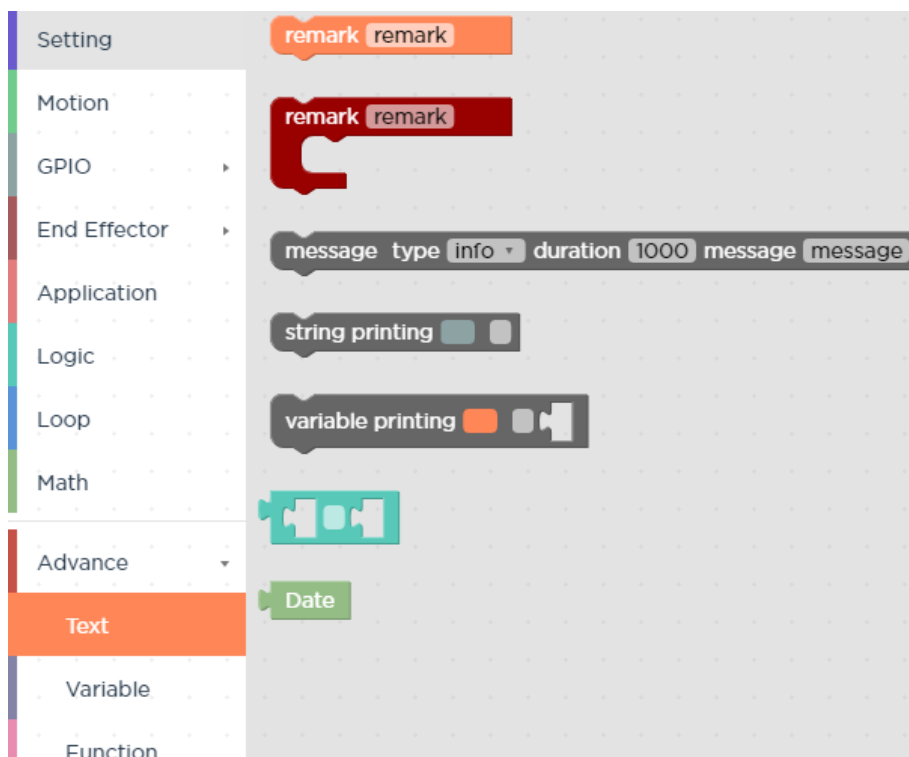 Setting
Motion
GPIO
End Effector
Application
Logic
Loop
Math
Advance
Text
Variable
Function
remark remark
remark remark
message type info duration 1000 message message
string printing
variable printing
Date